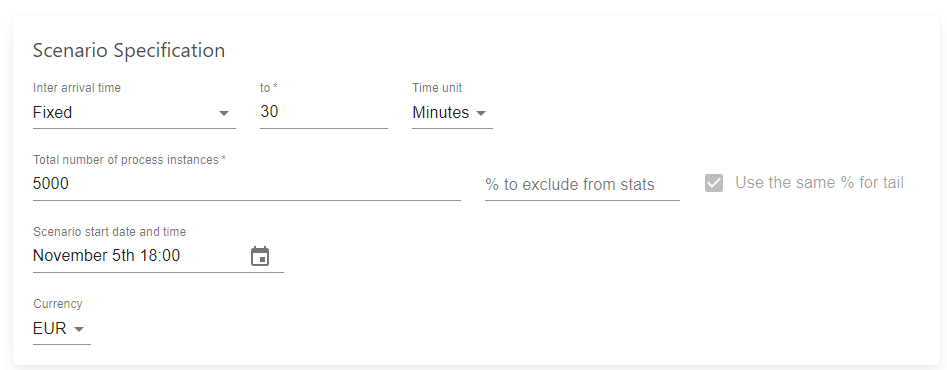 Scenario Specification
Inter arrival time to * Time unit
Fixed 30 Minutes
Total number of process instances *
5000 % to exclude from stats Use the same % for tail
Scenario start date and time
November 5th 18:00
Currency
EUR